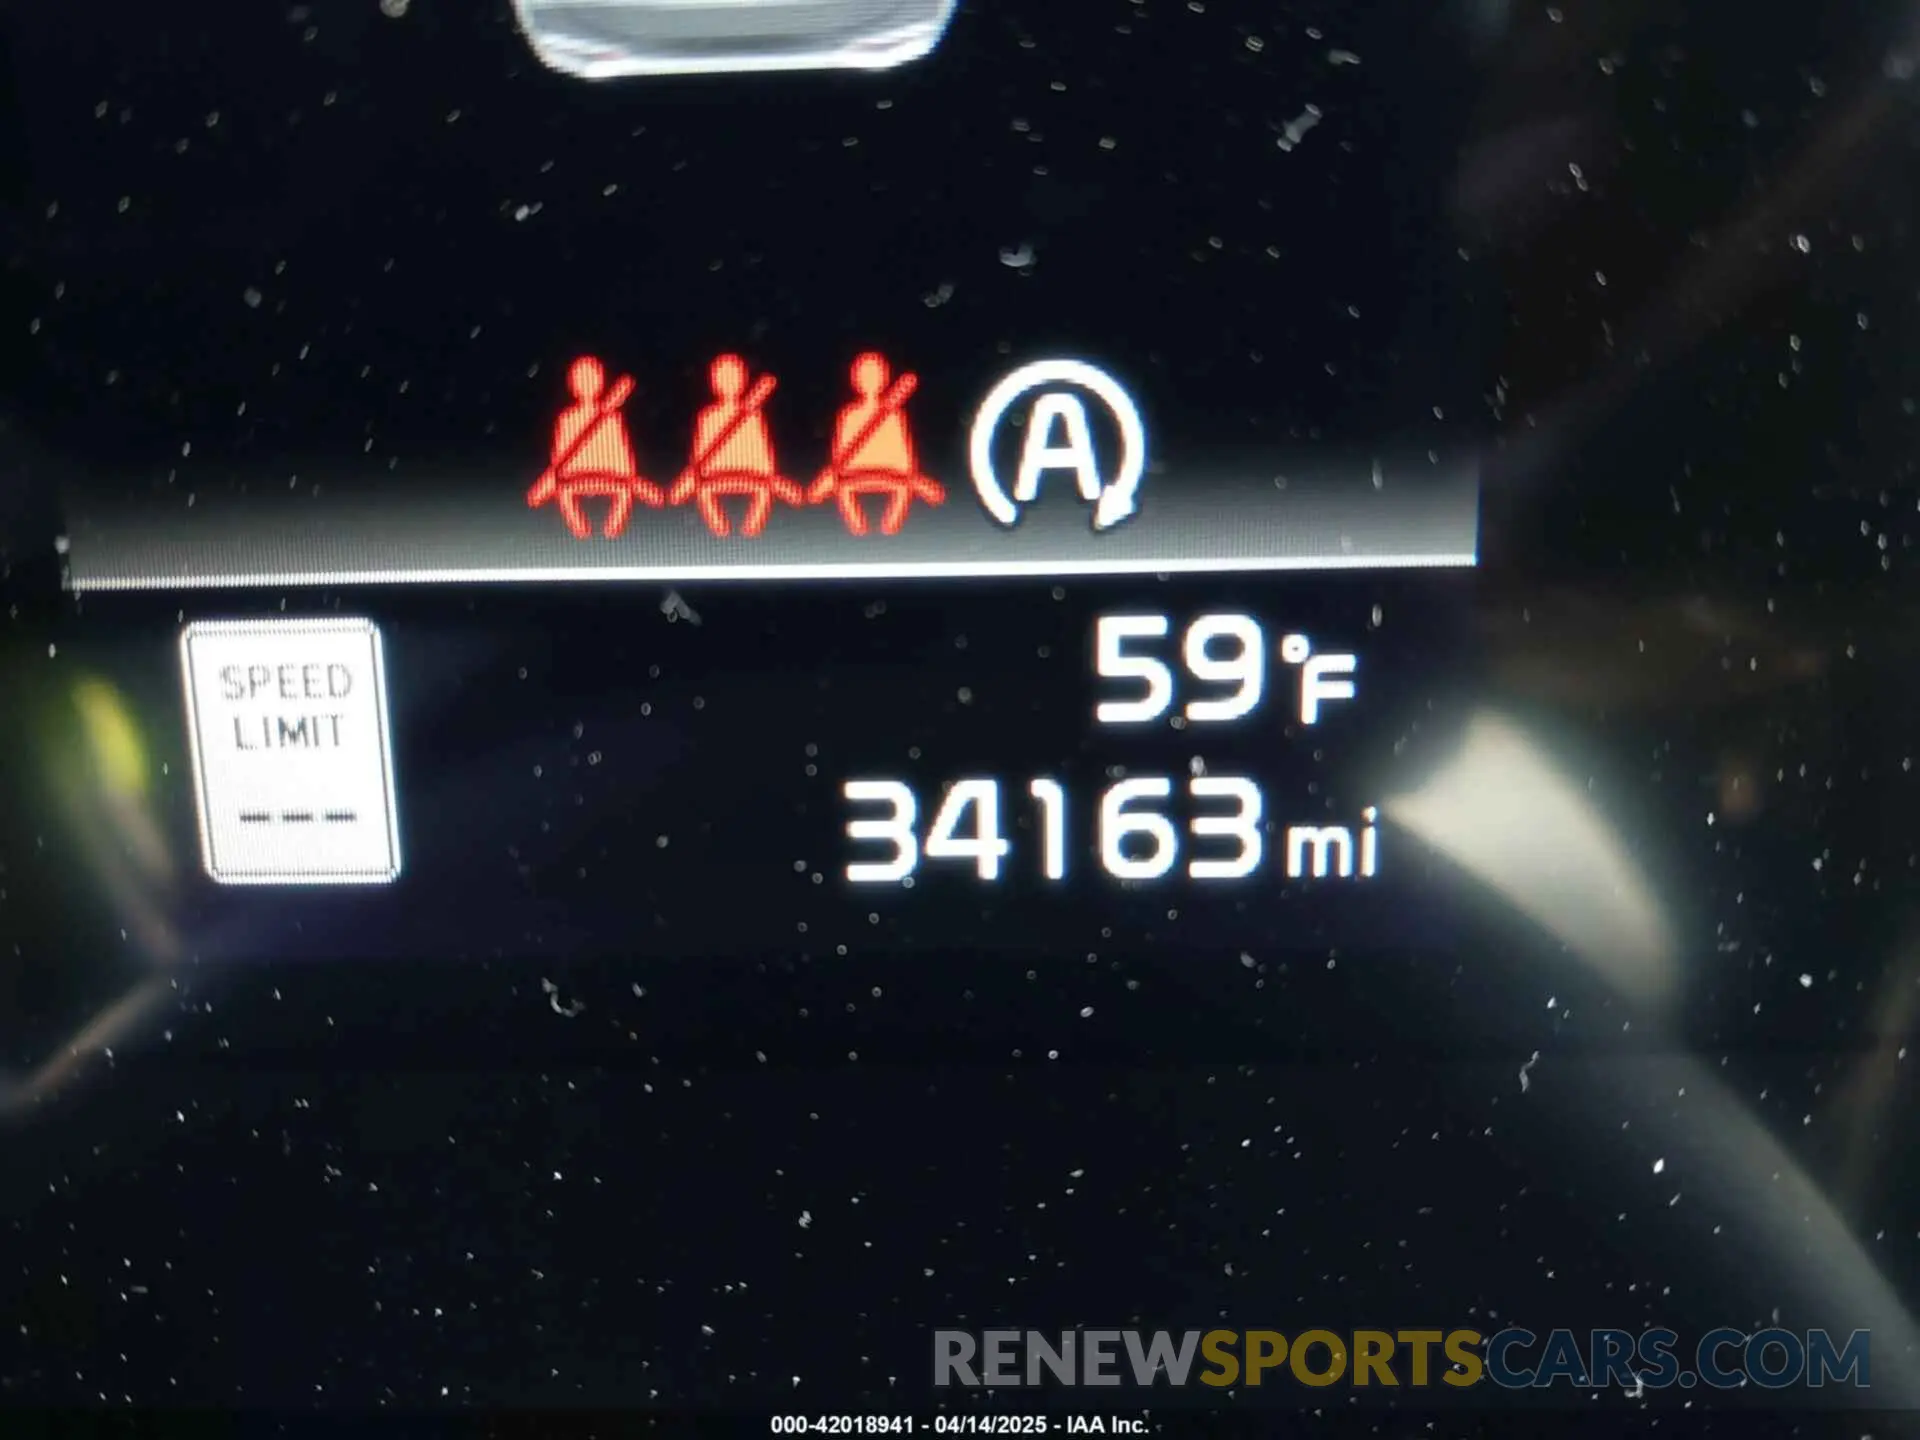 A
SPEED
LIMIT
---
59°F
34163 mi
RENEWSPORTSCARS.COM
000-42018941 - 04/14/2025 - IAA Inc.